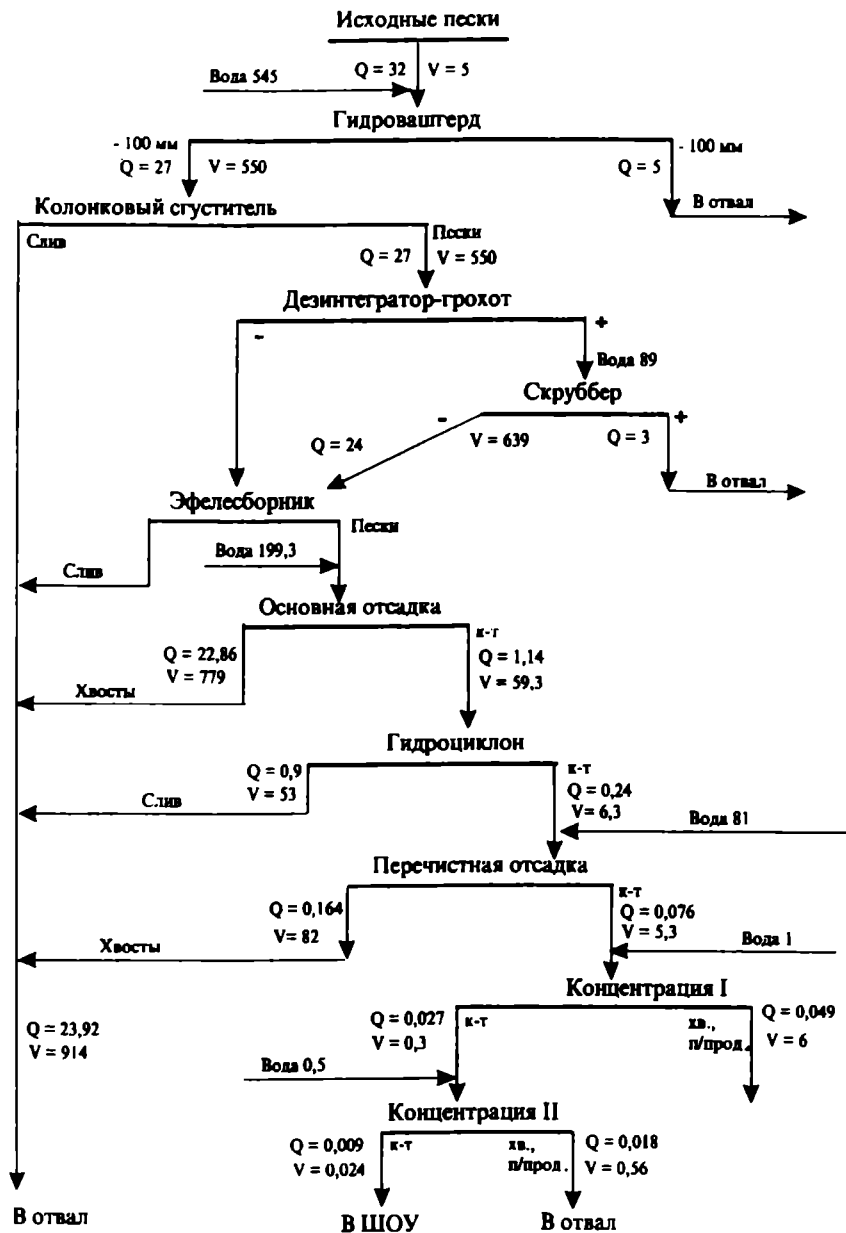 Исходные пески
Q = 32
V = 5
Вода 545
Гидроваштерд
- 100 мм
Q = 27
V = 550
- 100 мм
Q = 5
В отвал
Колонковый сгуститель
Слив
Пески
Q = 27
V = 550
Дезинтегратор-грохот
-
+
Вода 89
Скруббер
-
+
Q = 24
V = 639
Q = 3
В отвал
Эфелесборник
Пески
Вода 199,3
Слив
Основная отсадка
к-т
Q = 22,86
V = 779
Q = 1,14
V = 59,3
Хвосты
Гидроциклон
к-т
Q = 0,9
V = 53
Q = 0,24
V= 6,3
Слив
Вода 81
Перечистная отсадка
к-т
Q = 0,164
V= 82
Q = 0,076
V = 5,3
Хвосты
Вода 1
Концентрация I
Q = 23,92
V = 914
Q = 0,027
V = 0,3
к-т
хв.,
п/прод.
Q = 0,049
V = 6
Вода 0,5
Концентрация II
Q = 0,009
V = 0,024
к-т
хв.,
п/прод.
Q = 0,018
V = 0,56
В отвал
В ШОУ
В отвал